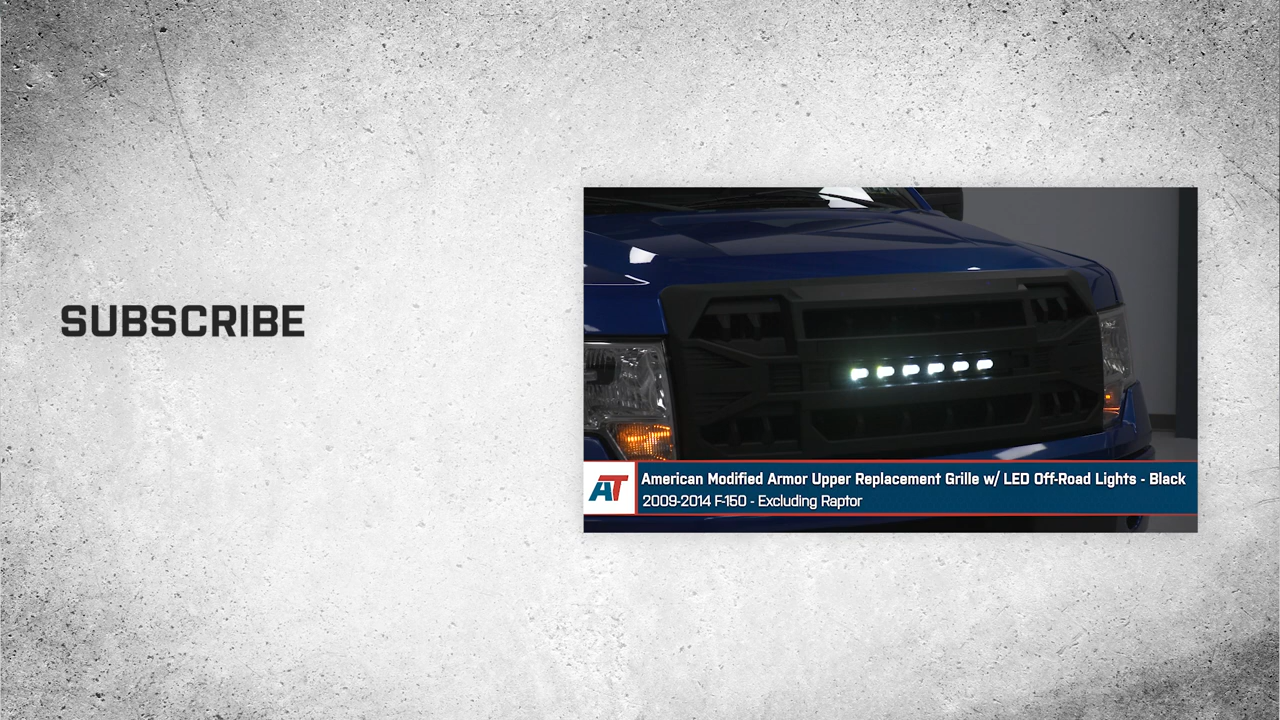 SUBSCRIBE
AT
American Modified Armor Upper Replacement Grille w/ LED Off-Road Lights - Black
2009-2014 F-150 - Excluding Raptor